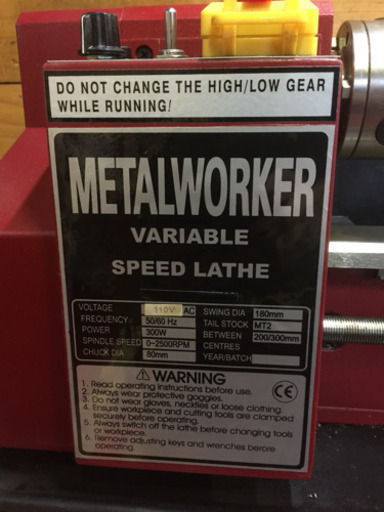 DO NOT CHANGE THE HIGH/LOW GEAR
WHILE RUNNING!
METALWORKER
VARIABLE
SPEED LATHE
VOLTAGE 110V AC
FREQUENCY 50/60 Hz
POWER 300W
SPINDLE SPEED 0~2500RPM
CHUCK DIA 80mm
SWING DIA 180mm
TAIL STOCK MT2
BETWEEN 200/300mm
CENTRES
YEAR/BATCH
⚠ WARNING
1. Read operating instructions before use.
2. Always wear protective goggles.
3. Do not wear gloves, neckties or loose clothing.
4. Ensure workpiece and cutting tools are clamped
securely before operating.
5. Always switch off the lathe before changing tools
or workpiece.
6. Remove adjusting keys and wrenches before
operating.
CE